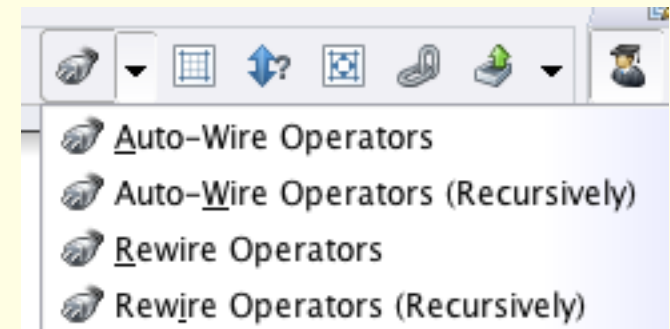 ?
Auto-Wire Operators
Auto-Wire Operators (Recursively)
Rewire Operators
Rewire Operators (Recursively)